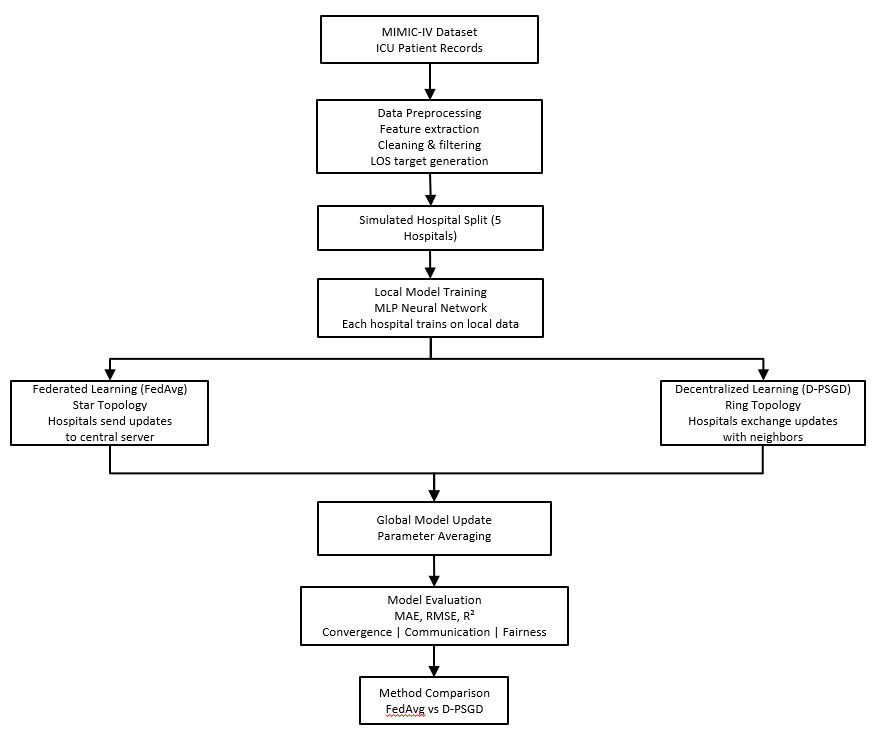 MIMIC-IV Dataset
ICU Patient Records
Data Preprocessing
Feature extraction
Cleaning & filtering
LOS target generation
Simulated Hospital Split (5
Hospitals)
Local Model Training
MLP Neural Network
Each hospital trains on local data
Federated Learning (FedAvg)
Star Topology
Hospitals send updates
to central server
Decentralized Learning (D-PSGD)
Ring Topology
Hospitals exchange updates
with neighbors
Global Model Update
Parameter Averaging
Model Evaluation
MAE, RMSE, R²
Convergence | Communication | Fairness
Method Comparison
FedAvg vs D-PSGD